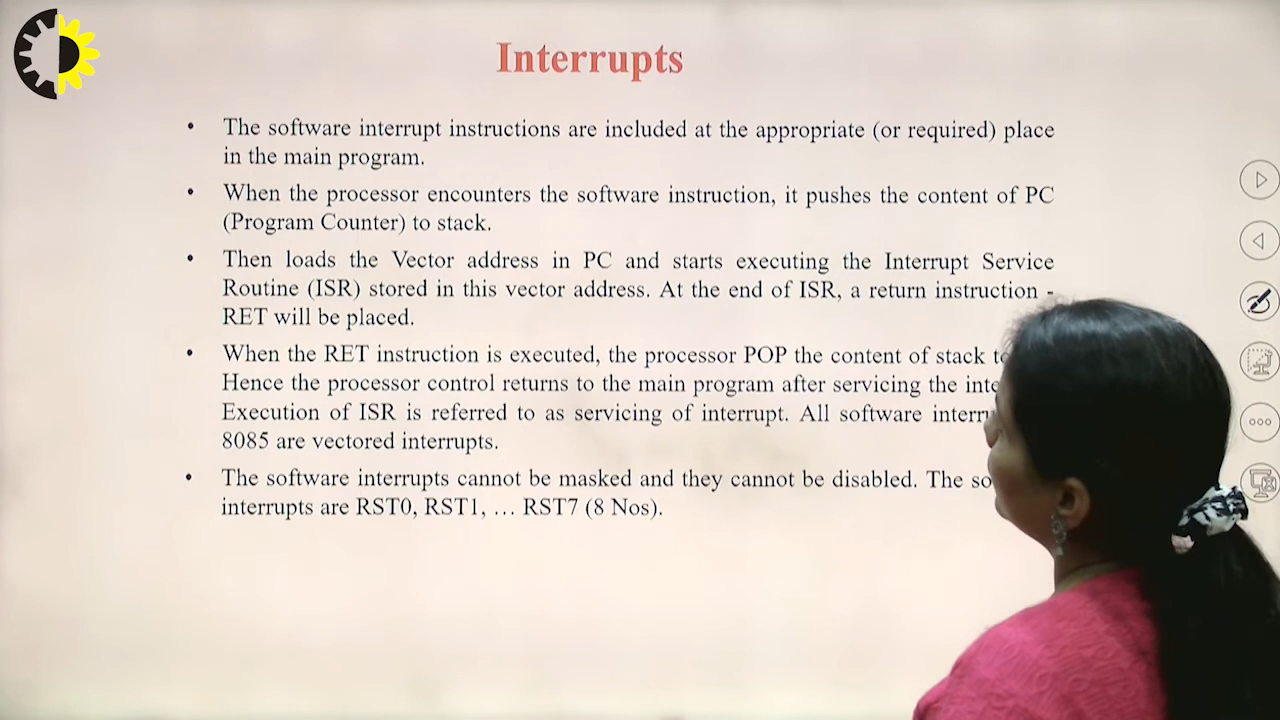 Interrupts
• The software interrupt instructions are included at the appropriate (or required) place
in the main program.
• When the processor encounters the software instruction, it pushes the content of PC
(Program Counter) to stack.
• Then loads the Vector address in PC and starts executing the Interrupt Service
Routine (ISR) stored in this vector address. At the end of ISR, a return instruction -
RET will be placed.
• When the RET instruction is executed, the processor POP the content of stack
Hence the processor control returns to the main program after servicing the
Execution of ISR is referred to as servicing of interrupt. All software
8085 are vectored interrupts.
• The software interrupts cannot be masked and they cannot be disabled. The
interrupts are RST0, RST1, … RST7 (8 Nos).